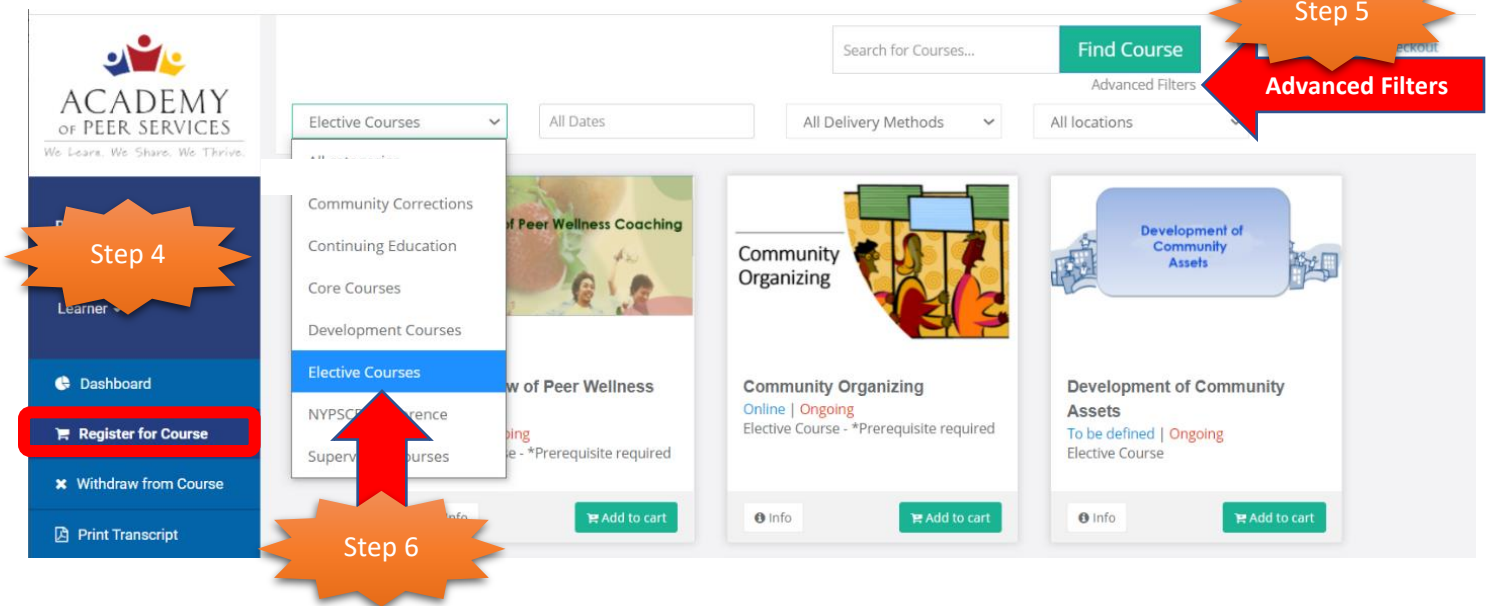 Step 5
Search for Courses...
Find Course
Advanced Filters
Advanced Filters
ACADEMY
OF PEER SERVICES
We Learn. We Share. We Thrive.
Elective Courses
All Dates
All Delivery Methods
All locations
Community Corrections
Continuing Education
Core Courses
Development Courses
Elective Courses
Courses
Step 4
Learner
Dashboard
Register for Course
Withdraw from Course
Print Transcript
of Peer Wellness Coaching
of Peer Wellness
*Prerequisite required
Add to cart
Community
Organizing
Community Organizing
Online | Ongoing
Elective Course - *Prerequisite required
Info
Add to cart
Development of
Community
Assets
Development of Community
Assets
To be defined | Ongoing
Elective Course
Info
Add to cart
Step 6